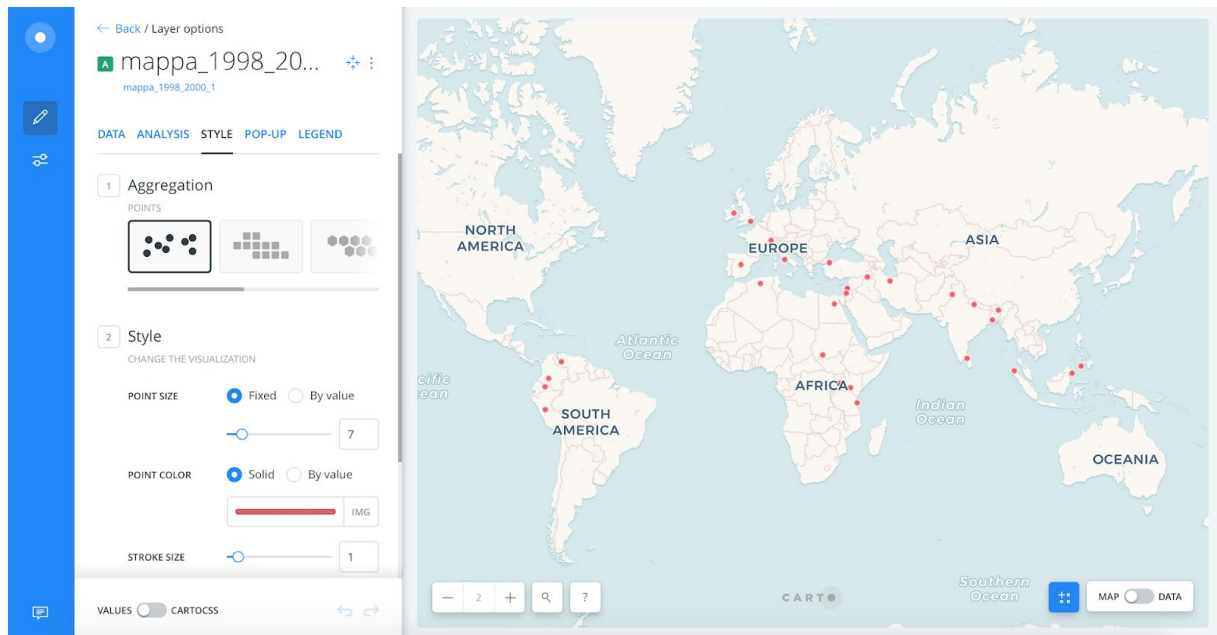 ← Back / Layer options
A mappa_1998_20...
mappa_1998_2000_1
DATA ANALYSIS STYLE POP-UP LEGEND
1 Aggregation
POINTS
2 Style
CHANGE THE VISUALIZATION
POINT SIZE Fixed By value
7
POINT COLOR Solid By value
IMG
STROKE SIZE 1
VALUES CARTOCSS
NORTH
AMERICA
EUROPE
ASIA
Atlantic
Ocean
cific
ean
AFRICA
SOUTH
AMERICA
Indian
Ocean
OCEANIA
Southern
Ocean
− 2 + ?
CARTO
MAP DATA